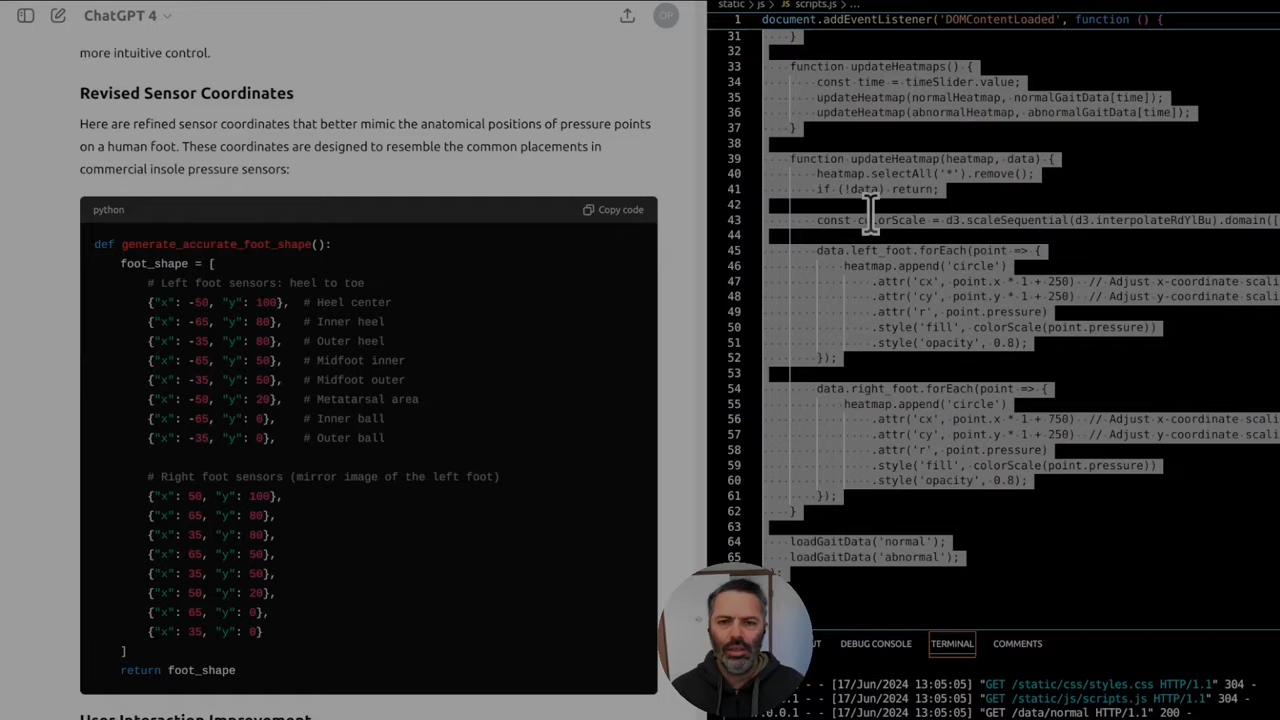 ChatGPT 4
OP
more intuitive control.
Revised Sensor Coordinates
Here are refined sensor coordinates that better mimic the anatomical positions of pressure points
on a human foot. These coordinates are designed to resemble the common placements in
commercial insole pressure sensors:
python
Copy code
def generate_accurate_foot_shape():
foot_shape = [
# Left foot sensors: heel to toe
{"x": -50, "y": 100}, # Heel center
{"x": -65, "y": 80}, # Inner heel
{"x": -35, "y": 80}, # Outer heel
{"x": -65, "y": 50}, # Midfoot inner
{"x": -35, "y": 50}, # Midfoot outer
{"x": -50, "y": 20}, # Metatarsal area
{"x": -65, "y": 0}, # Inner ball
{"x": -35, "y": 0}, # Outer ball
# Right foot sensors (mirror image of the left foot)
{"x": 50, "y": 100},
{"x": 65, "y": 80},
{"x": 35, "y": 80},
{"x": 65, "y": 50},
{"x": 35, "y": 50},
{"x": 50, "y": 20},
{"x": 65, "y": 0},
{"x": 35, "y": 0}
]
return foot_shape
User Interaction Improvement
static > js > JS scripts.js > ...
1 document.addEventListener('DOMContentLoaded', function () {
31 }
32
33 function updateHeatmaps() {
34 const time = timeSlider.value;
35 updateHeatmap(normalHeatmap, normalGaitData[time]);
36 updateHeatmap(abnormalHeatmap, abnormalGaitData[time]);
37 }
38
39 function updateHeatmap(heatmap, data) {
40 heatmap.selectAll('*').remove();
41 if (!data) return;
42
43 const colorScale = d3.scaleSequential(d3.interpolateRdYlBu).domain([
44
45 data.left_foot.forEach(point => {
46 heatmap.append('circle')
47 .attr('cx', point.x * 1 + 250) // Adjust x-coordinate scali
48 .attr('cy', point.y * 1 + 250) // Adjust y-coordinate scali
49 .attr('r', point.pressure)
50 .style('fill', colorScale(point.pressure))
51 .style('opacity', 0.8);
52 });
53
54 data.right_foot.forEach(point => {
55 heatmap.append('circle')
56 .attr('cx', point.x * 1 + 750) // Adjust x-coordinate scali
57 .attr('cy', point.y * 1 + 250) // Adjust y-coordinate scali
58 .attr('r', point.pressure)
59 .style('fill', colorScale(point.pressure))
60 .style('opacity', 0.8);
61 });
62 }
63
64 loadGaitData('normal');
65 loadGaitData('abnormal');
DEBUG CONSOLE TERMINAL COMMENTS
- - [17/Jun/2024 13:05:05] "GET /static/css/styles.css HTTP/1.1" 304 -
- - [17/Jun/2024 13:05:05] "GET /static/js/scripts.js HTTP/1.1" 304 -
- - [17/Jun/2024 13:05:05] "GET /data/normal HTTP/1.1" 200 -